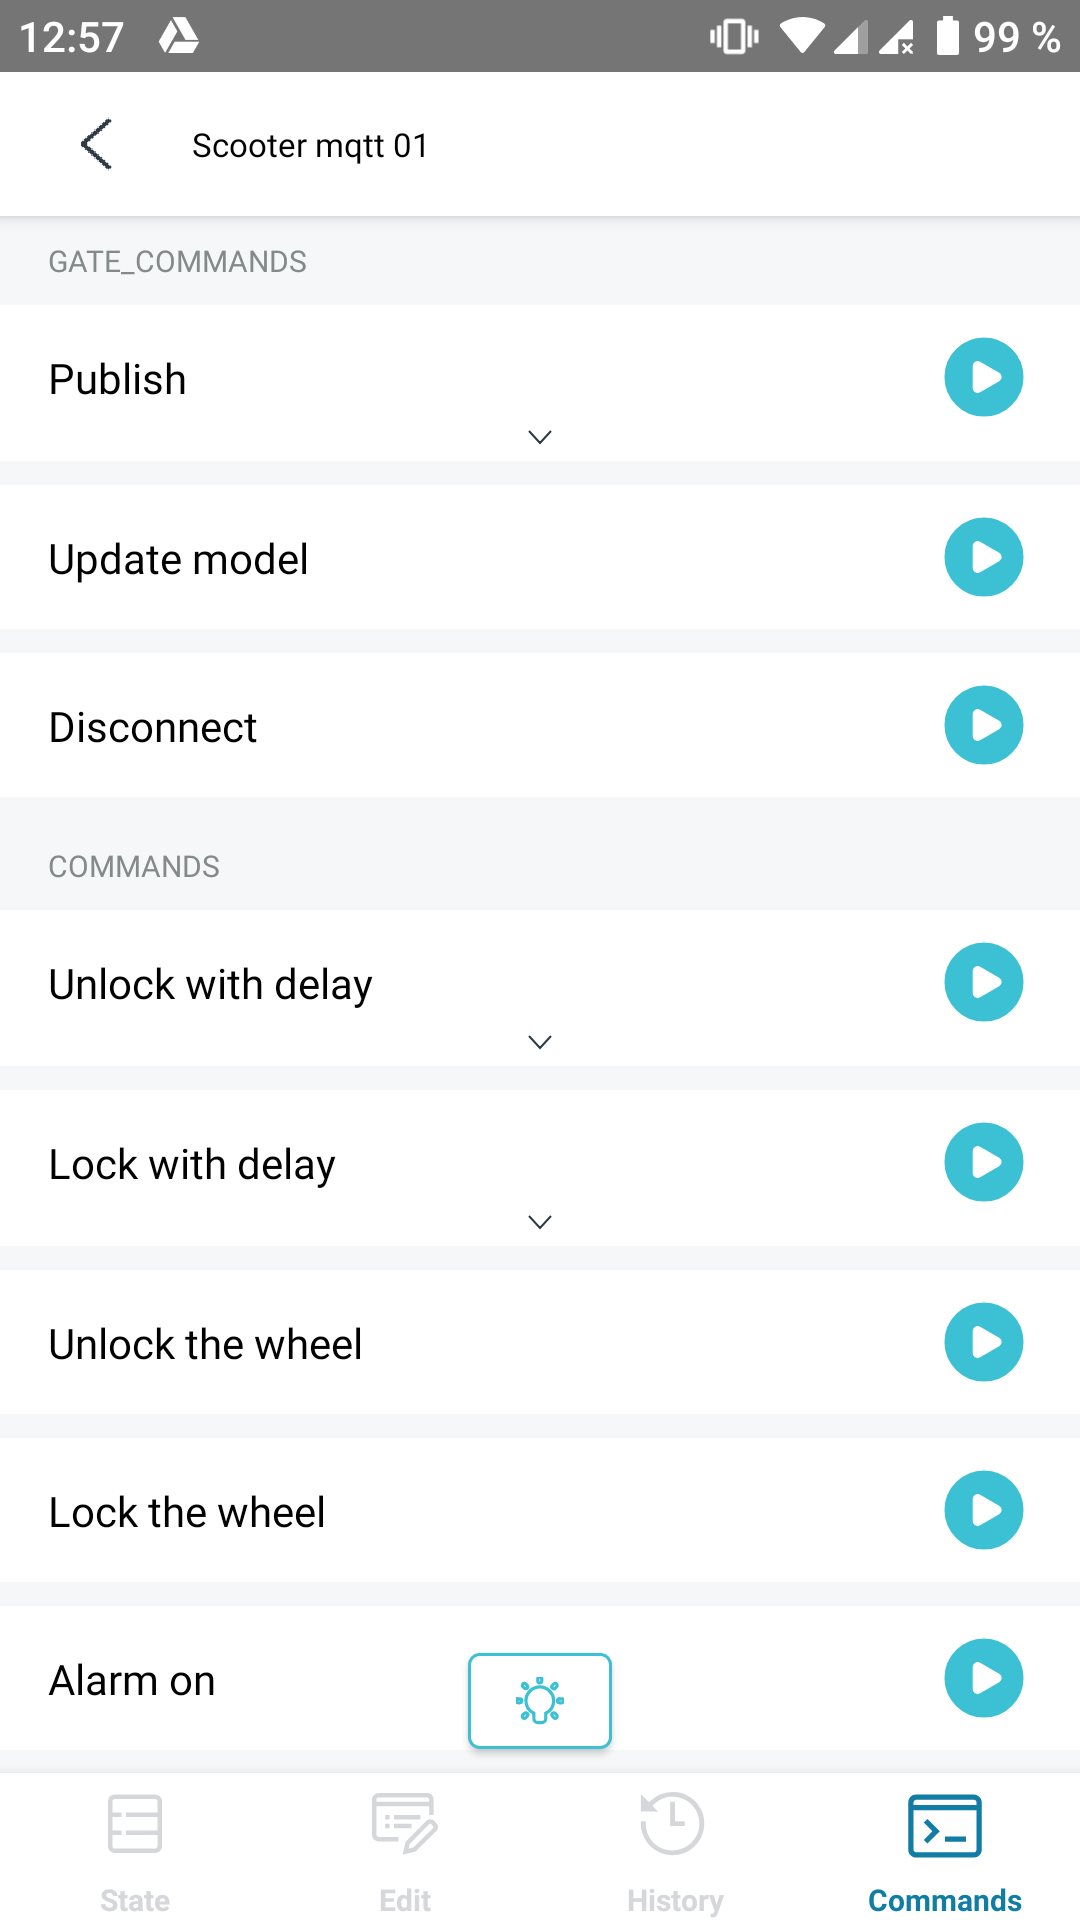 12:57 99 %
Scooter mqtt 01
GATE_COMMANDS
Publish
Update model
Disconnect
COMMANDS
Unlock with delay
Lock with delay
Unlock the wheel
Lock the wheel
Alarm on
State Edit History Commands